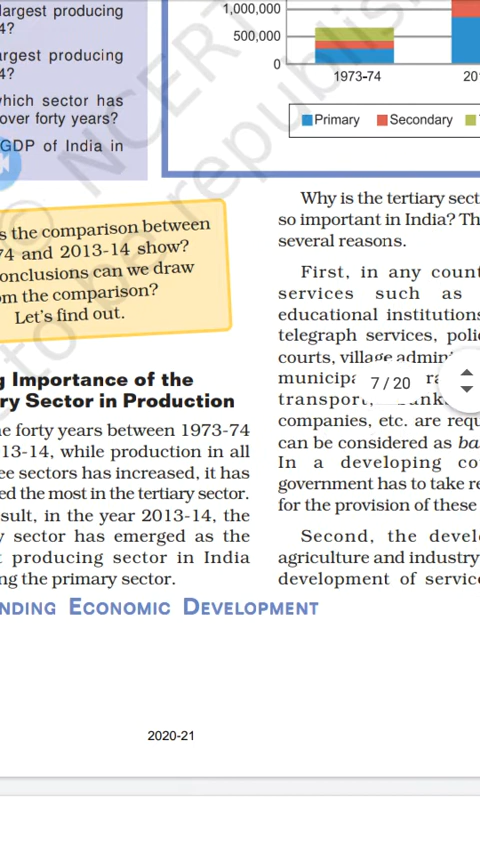 largest producing
4?
argest producing
4?
which sector has
over forty years?
GDP of India in
1,000,000
500,000
0
1973-74
Primary
Secondary
s the comparison between
74 and 2013-14 show?
onclusions can we draw
om the comparison?
Let's find out.
g Importance of the
ry Sector in Production
e forty years between 1973-74
13-14, while production in all
ee sectors has increased, it has
ed the most in the tertiary sector.
sult, in the year 2013-14, the
y sector has emerged as the
t producing sector in India
ng the primary sector.
Why is the tertiary sect
so important in India? Th
several reasons.
First, in any count
services such as
educational institutions
telegraph services, polic
courts, village admin
municipa
7 / 20
transport,
companies, etc. are requ
can be considered as ba
In a developing co
government has to take re
for the provision of these
Second, the develo
agriculture and industry
development of service
NDING ECONOMIC DEVELOPMENT
2020-21
© NCERT
to be republis